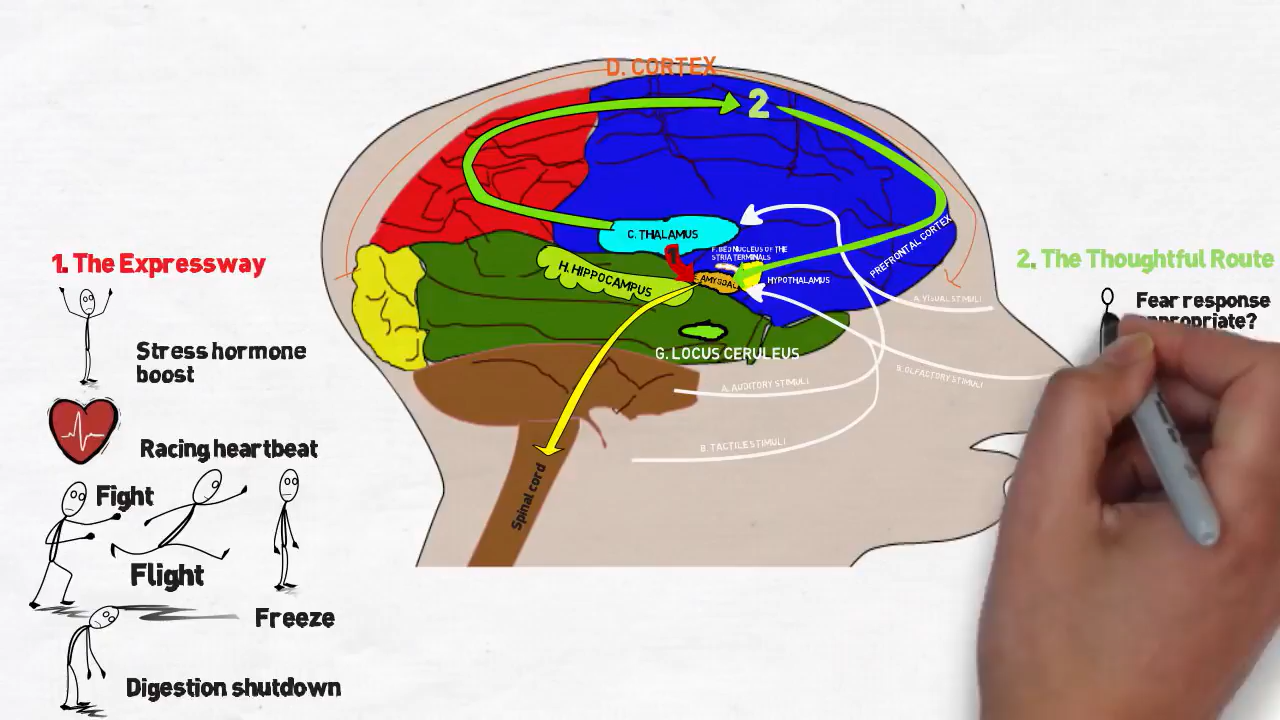 D. CORTEX
2
C. THALAMUS
1
F. BED NUCLEUS OF THE
STRIA TERMINALS
HYPOTHALAMUS
PREFRONTAL CORTEX
H. HIPPOCAMPUS
G. LOCUS CERULEUS
A. VISUAL STIMULI
B. OLFACTORY STIMULI
A. AUDITORY STIMULI
B. TACTILE STIMULI
Spinal cord
1. The Expressway
Stress hormone
boost
Racing heartbeat
Fight
Flight
Freeze
Digestion shutdown
2. The Thoughtful Route
Fear response
appropriate?